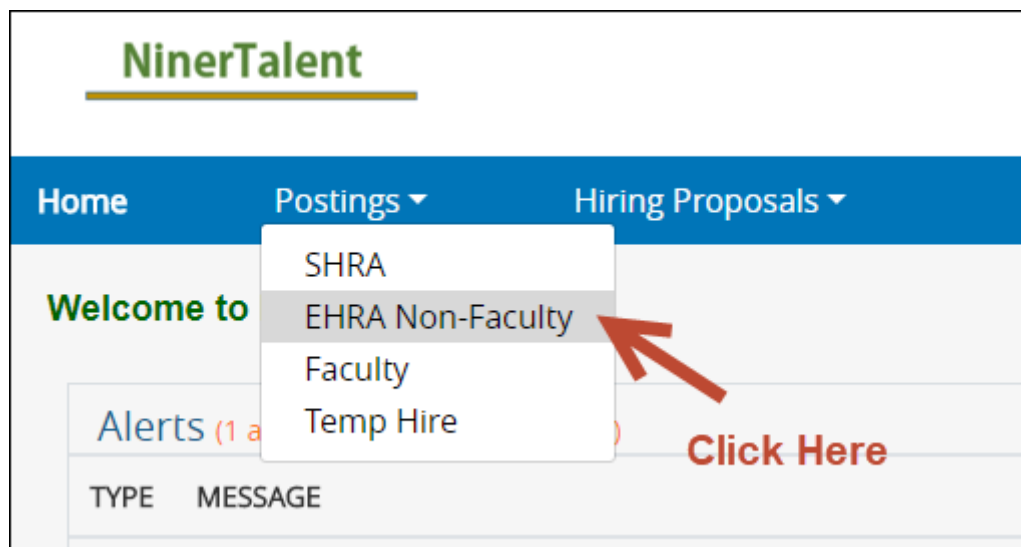 NinerTalent
Home Postings Hiring Proposals
SHRA
Welcome to EHRA Non-Faculty
Faculty
Alerts (1 a Temp Hire )
Click Here
TYPE MESSAGE